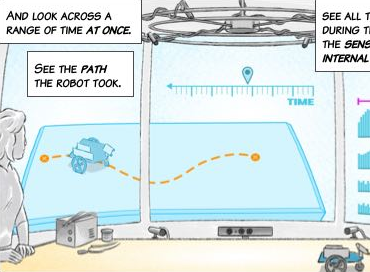 AND LOOK ACROSS A
RANGE OF TIME AT ONCE.
SEE THE PATH
THE ROBOT TOOK.
TIME
SEE ALL T
DURING T
THE SENS
INTERNAL